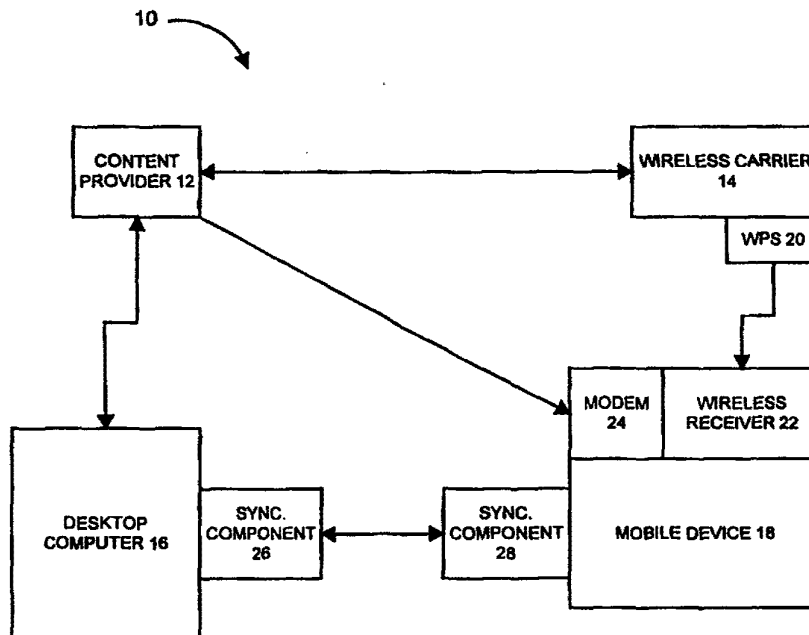 10
CONTENT
PROVIDER 12
WIRELESS CARRIER
14
WPS 20
MODEM
24
WIRELESS
RECEIVER 22
DESKTOP
COMPUTER 16
SYNC.
COMPONENT
26
SYNC.
COMPONENT
28
MOBILE DEVICE 18